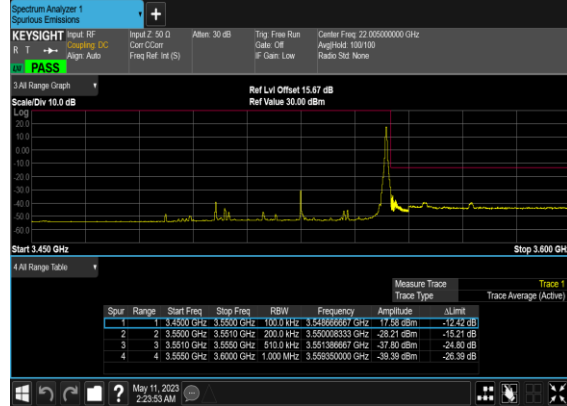 Spectrum Analyzer 1
Spurious Emissions
KEYSIGHT Input: RF Input Z: 50 Ω Atten: 30 dB Trig: Free Run Center Freq: 22.005000000 GHz
R T Coupling: DC Corr CCorr Gate: Off Avg|Hold: 100/100
Align: Auto Freq Ref: Int (S) IF Gain: Low Radio Std: None
LW PASS
3 All Range Graph
Ref Lvl Offset 15.67 dB
Scale/Div 10.0 dB Ref Value 30.00 dBm
Log
20.0
10.0
0.00
-10.0
-20.0
-30.0
-40.0
-50.0
-60.0
Start 3.450 GHz Stop 3.600 GHz
4 All Range Table
Measure Trace Trace 1
Trace Type Trace Average (Active)
Spur Range Start Freq Stop Freq RBW Frequency Amplitude ΔLimit
1 1 3.4500 GHz 3.5500 GHz 100.0 kHz 3.548666667 GHz 17.58 dBm -12.42 dB
2 2 3.5500 GHz 3.5510 GHz 200.0 kHz 3.550008333 GHz -28.21 dBm -15.21 dB
3 3 3.5510 GHz 3.5550 GHz 510.0 kHz 3.551386667 GHz -37.80 dBm -24.80 dB
4 4 3.5550 GHz 3.6000 GHz 1.000 MHz 3.559350000 GHz -39.39 dBm -26.39 dB
? May 11, 2023
2:23:53 AM